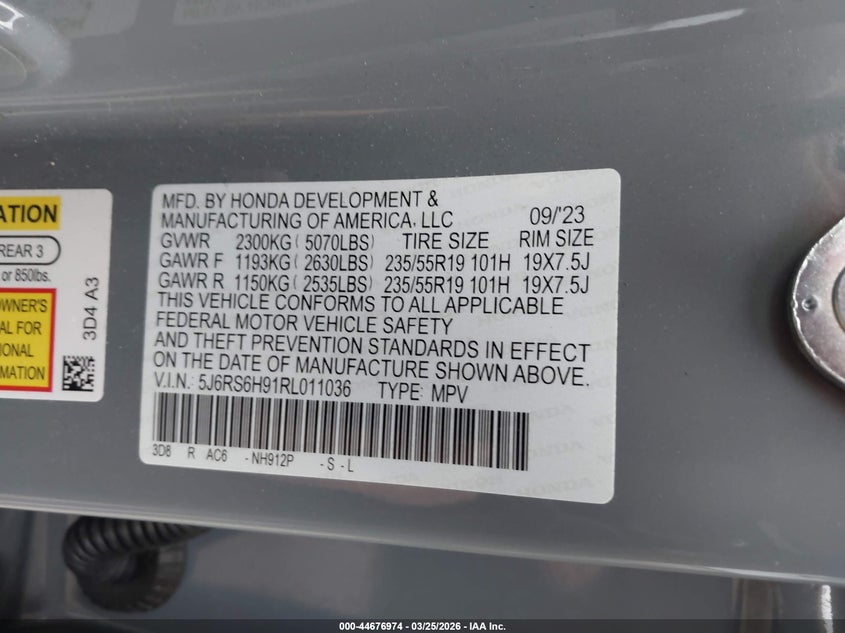 ATION
REAR 3
or 850lbs.
OWNER'S
AL FOR
IONAL
MATION
3D4 A3
MFD. BY HONDA DEVELOPMENT &
MANUFACTURING OF AMERICA, LLC 09/'23
GVWR 2300KG ( 5070LBS) TIRE SIZE RIM SIZE
GAWR F 1193KG ( 2630LBS) 235/55R19 101H 19X7.5J
GAWR R 1150KG ( 2535LBS) 235/55R19 101H 19X7.5J
THIS VEHICLE CONFORMS TO ALL APPLICABLE
FEDERAL MOTOR VEHICLE SAFETY
AND THEFT PREVENTION STANDARDS IN EFFECT
ON THE DATE OF MANUFACTURE SHOWN ABOVE.
V.I.N.: 5J6RS6H91RL011036 TYPE: MPV
3D8 R AC6 -NH912P -S-L
000-44676974 | 03/25/2026 - IAA Inc.